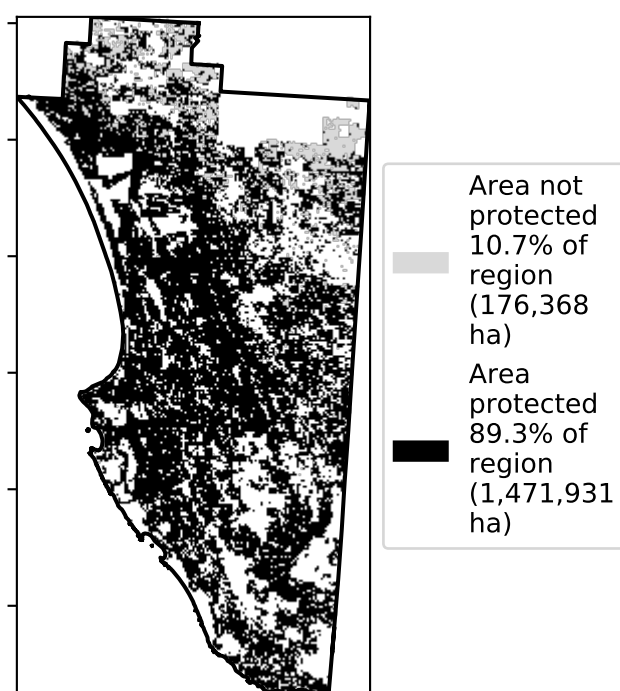 Area not
protected
10.7% of
region
(176,368
ha)
Area
protected
89.3% of
region
(1,471,931
ha)